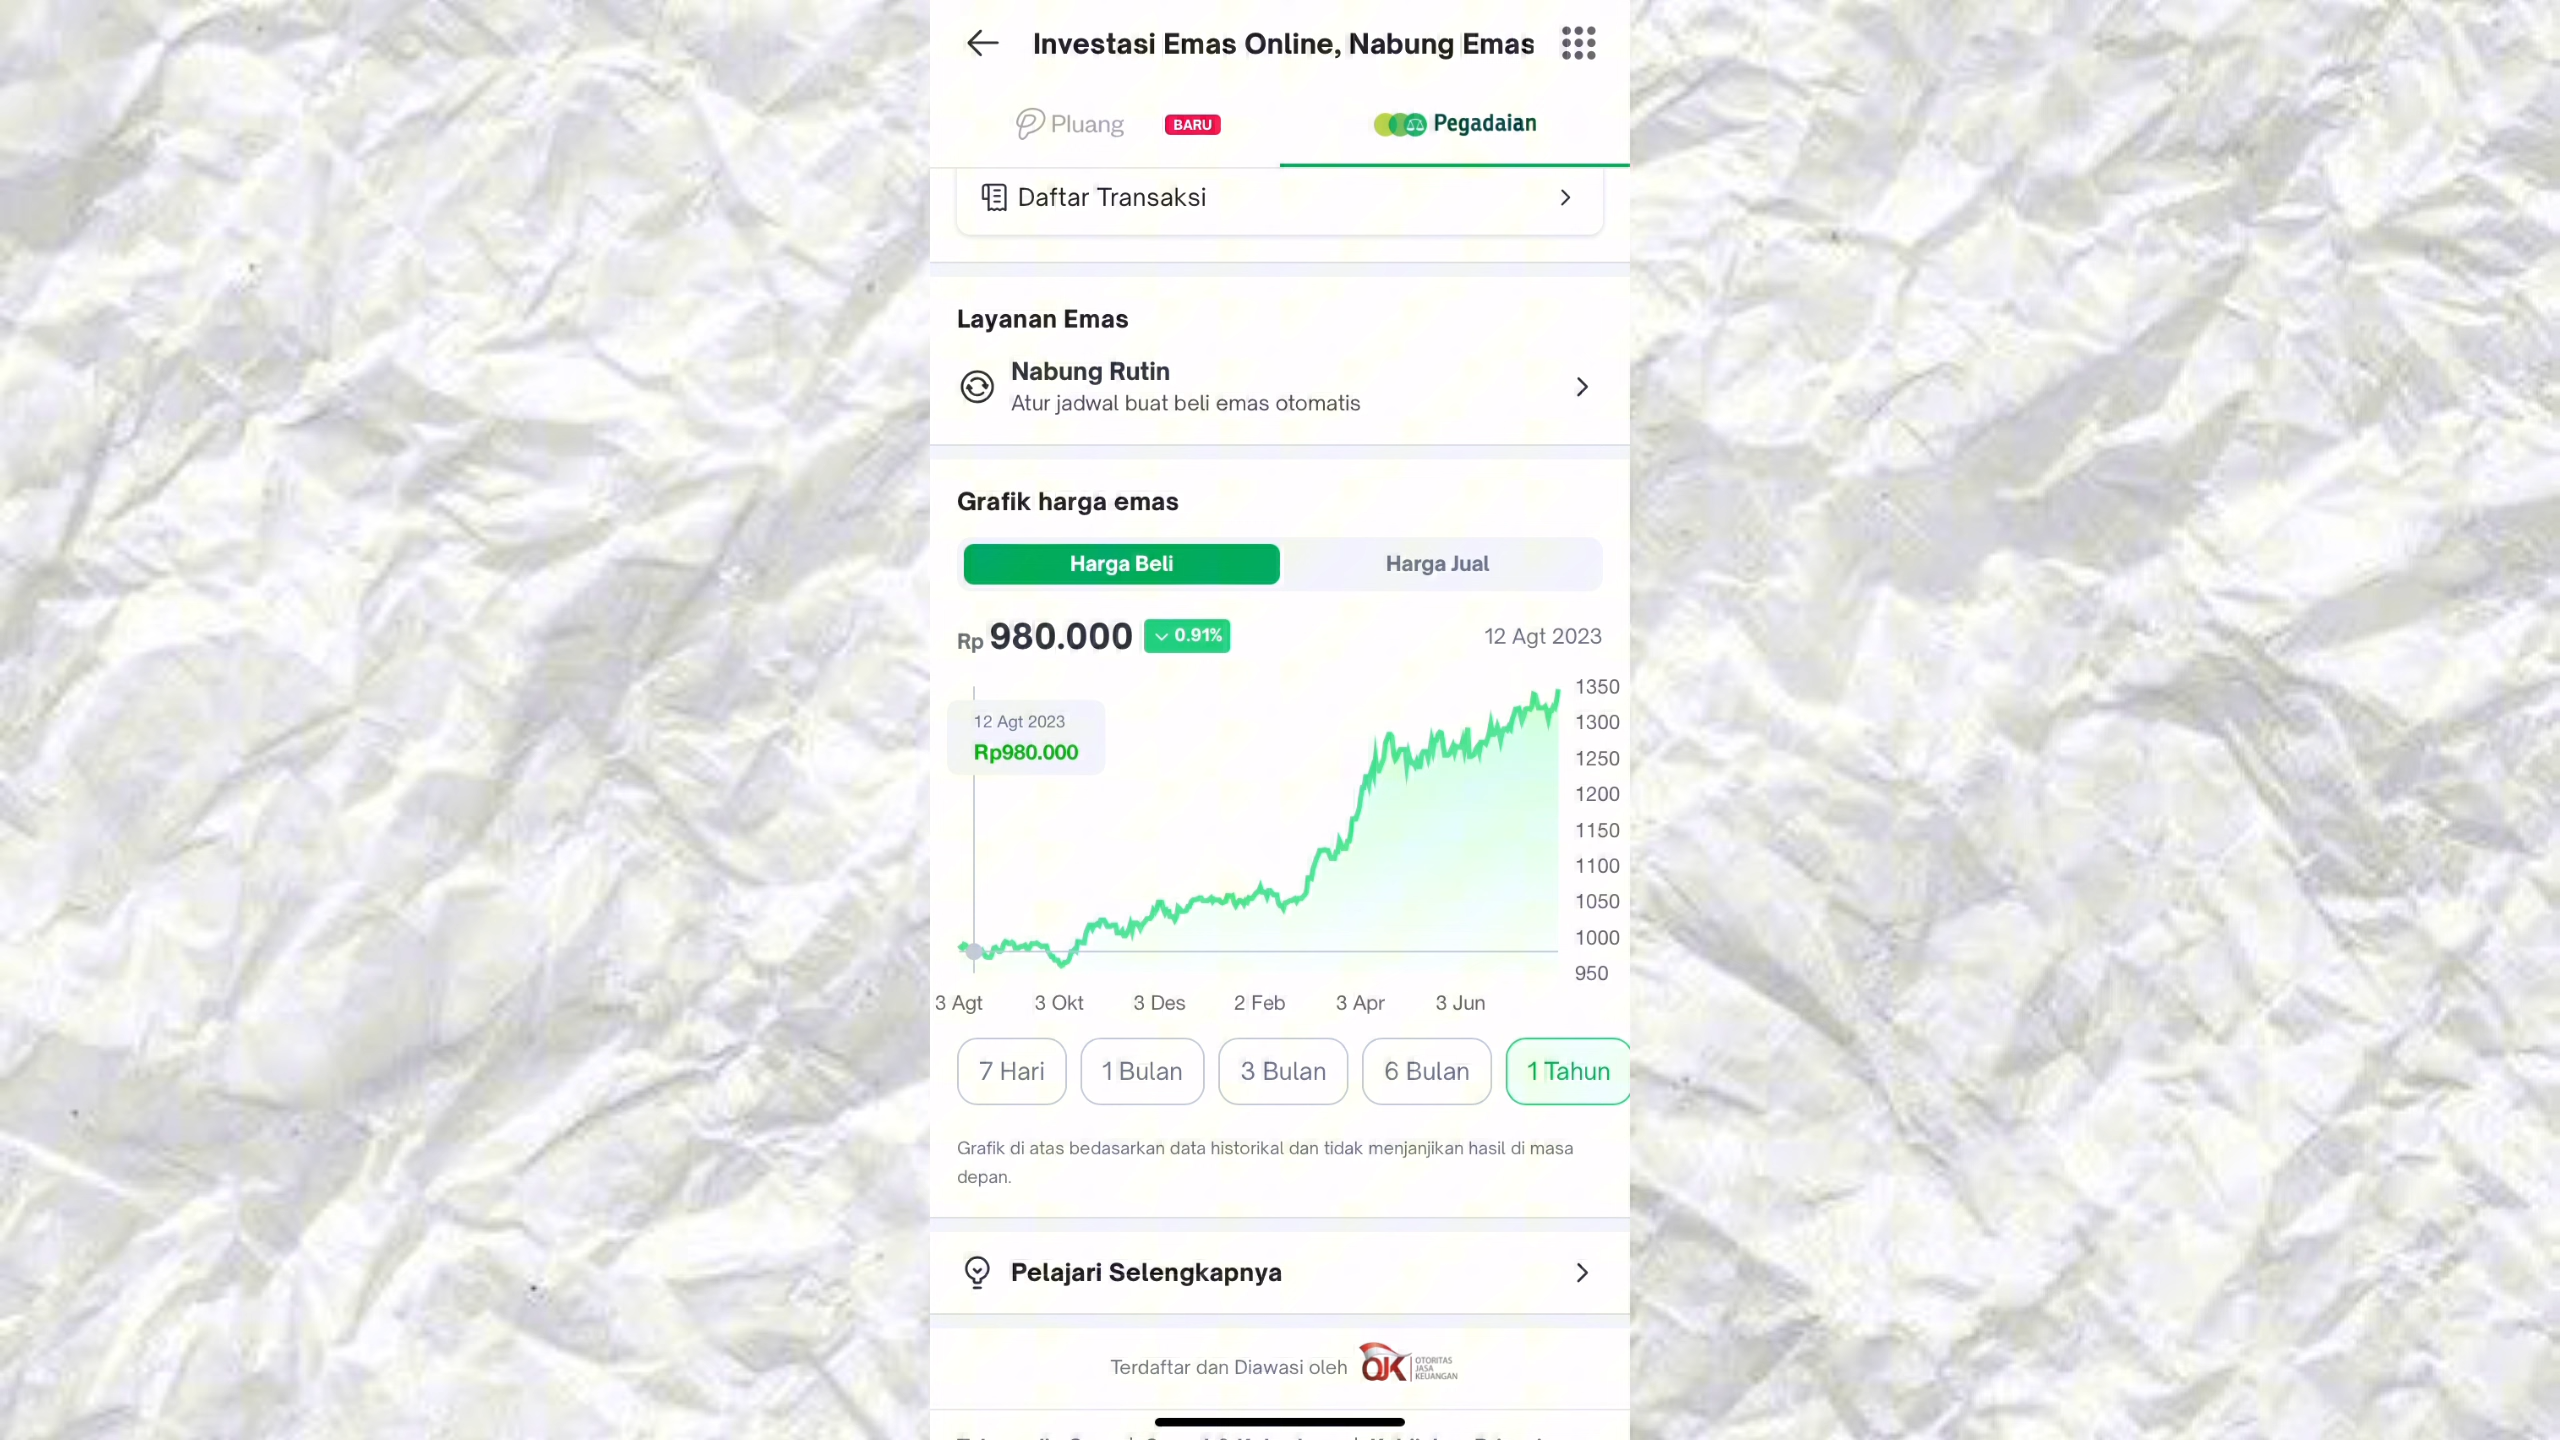 Investasi Emas Online, Nabung Emas
Pluang BARU Pegadaian
Daftar Transaksi
Layanan Emas
Nabung Rutin
Atur jadwal buat beli emas otomatis
Grafik harga emas
Harga Beli Harga Jual
Rp 980.000 0.91% 12 Agt 2023
12 Agt 2023
Rp980.000
1350
1300
1250
1200
1150
1100
1050
1000
950
3 Agt 3 Okt 3 Des 2 Feb 3 Apr 3 Jun
7 Hari 1 Bulan 3 Bulan 6 Bulan 1 Tahun
Grafik di atas bedasarkan data historikal dan tidak menjanjikan hasil di masa
depan.
Pelajari Selengkapnya
Terdaftar dan Diawasi oleh OJK OTORITAS
JASA
KEUANGAN